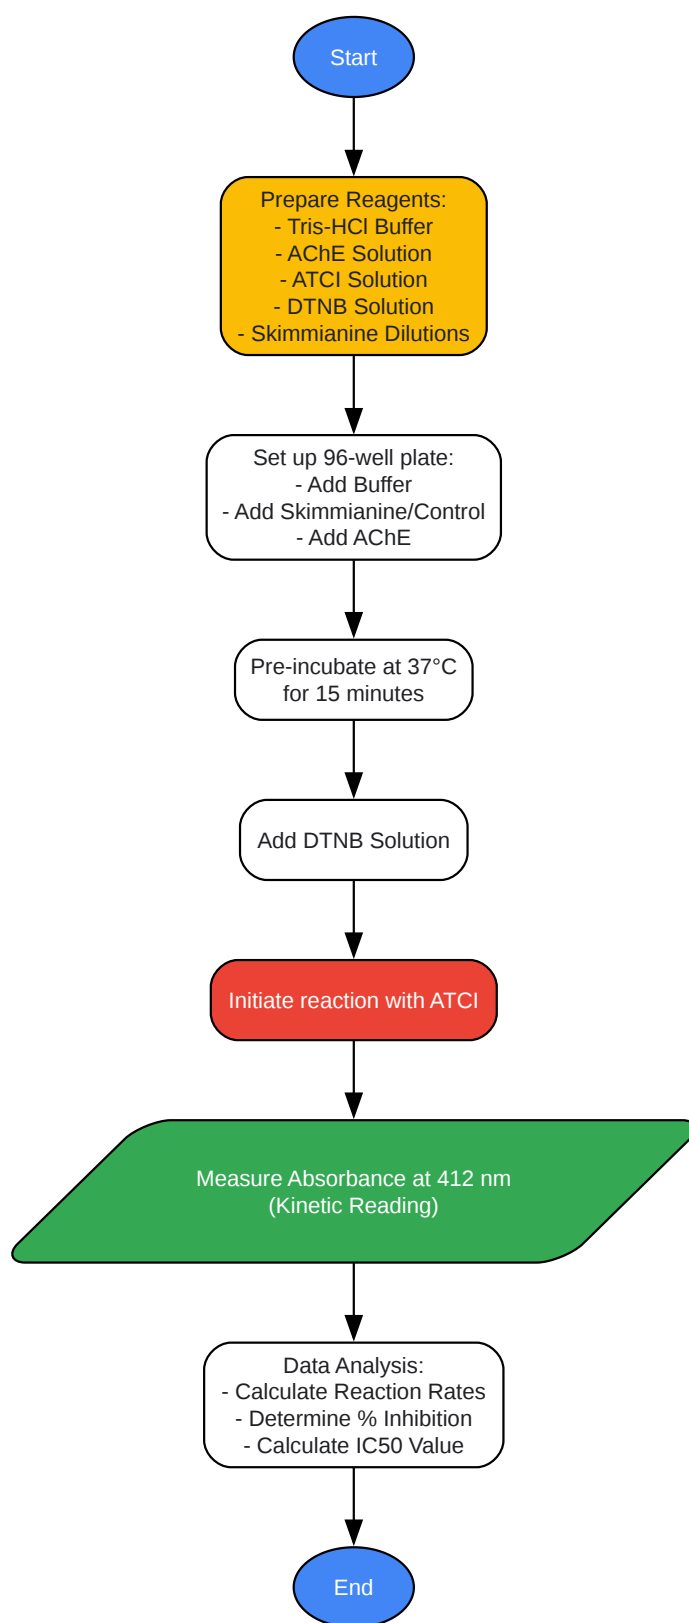 Start
Prepare Reagents:
- Tris-HCl Buffer
- AChE Solution
- ATCI Solution
- DTNB Solution
- Skimmianine Dilutions
Set up 96-well plate:
- Add Buffer
- Add Skimmianine/Control
- Add AChE
Pre-incubate at 37°C
for 15 minutes
Add DTNB Solution
Initiate reaction with ATCI
Measure Absorbance at 412 nm
(Kinetic Reading)
Data Analysis:
- Calculate Reaction Rates
- Determine % Inhibition
- Calculate IC50 Value
End